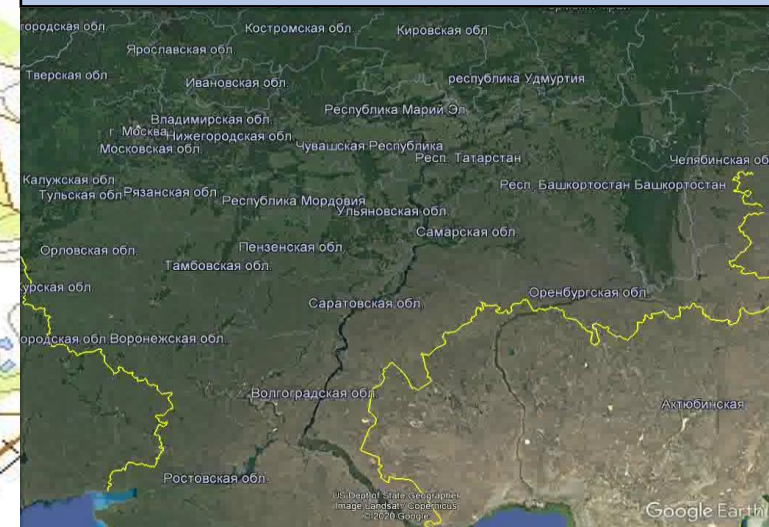 городская обл.
Костромская обл.
Кировская обл
Ярославская обл.
Тверская обл.
Ивановская обл.
республика Удмуртия
Республика Марий Эл
Владимирская обл.
г. Москва
Нижегородская обл.
Московская обл
Чувашская Республика
Респ. Татарстан
Челябинская об
Калужская обл
Тульская обл
Рязанская обл
Республика Мордовия
Респ. Башкортостан Башкортостан
Ульяновская обл.
Самарская обл.
Орловская обл.
Пензенская обл.
Тамбовская обл.
урская обл.
Саратовская обл.
Оренбургская обл.
ородская обл.
Воронежская обл.
Волгоградская обл
Актюбинская
Ростовская обл.
US Dept of State Geographer
Image Landsat / Copernicus
©2020 Google
Google Earth